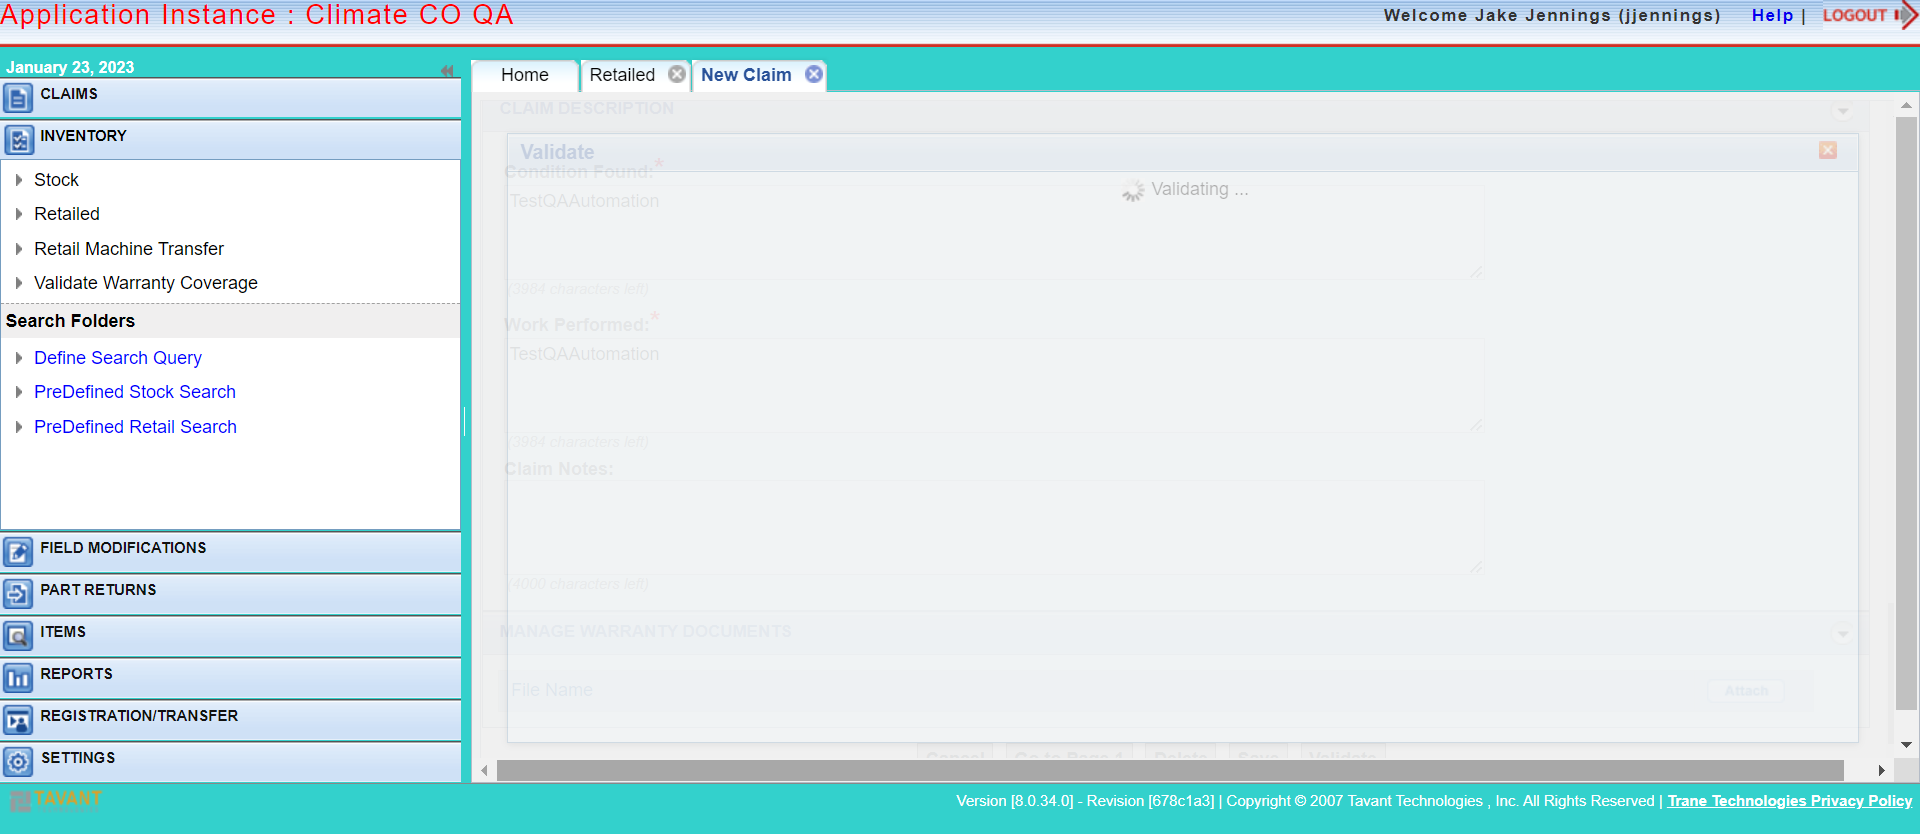 Application Instance : Climate CO QA
Welcome Jake Jennings (jjennings) Help | LOGOUT
January 23, 2023
CLAIMS
INVENTORY
Stock
Retailed
Retail Machine Transfer
Validate Warranty Coverage
Search Folders
Define Search Query
PreDefined Stock Search
PreDefined Retail Search
FIELD MODIFICATIONS
PART RETURNS
ITEMS
REPORTS
REGISTRATION/TRANSFER
SETTINGS
Home Retailed New Claim
CLAIM DESCRIPTION
Validate
Validating ...
Condition Found:*
TestQAAutomation
(3984 characters left)
Work Performed:*
TestQAAutomation
(3984 characters left)
Claim Notes:
(4000 characters left)
MANAGE WARRANTY DOCUMENTS
File Name Attach
Cancel Go to Page 1 Delete Save Validate
TAVANT
Version [8.0.34.0] - Revision [678c1a3] | Copyright © 2007 Tavant Technologies , Inc. All Rights Reserved | Trane Technologies Privacy Policy